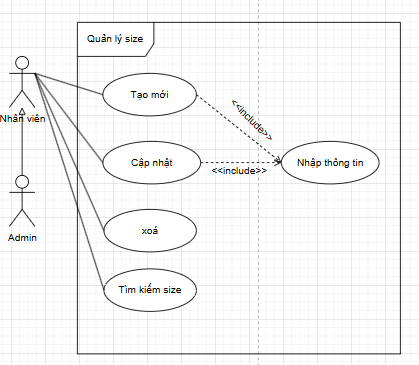 Quản lý size
Tạo mới
<<include>>
Nhân viên
Cập nhật
<<include>>
Nhập thông tin
xoá
Admin
Tìm kiếm size